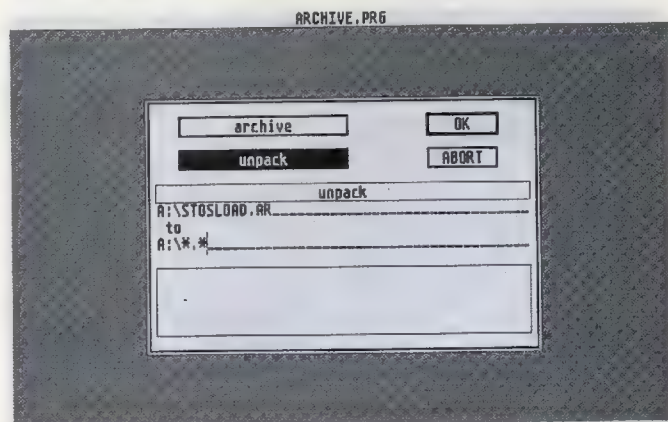 ARCHIVE.PRG
archive
OK
unpack
ABORT
unpack
A:\STOSLOAD.AR
to
A:\*.*